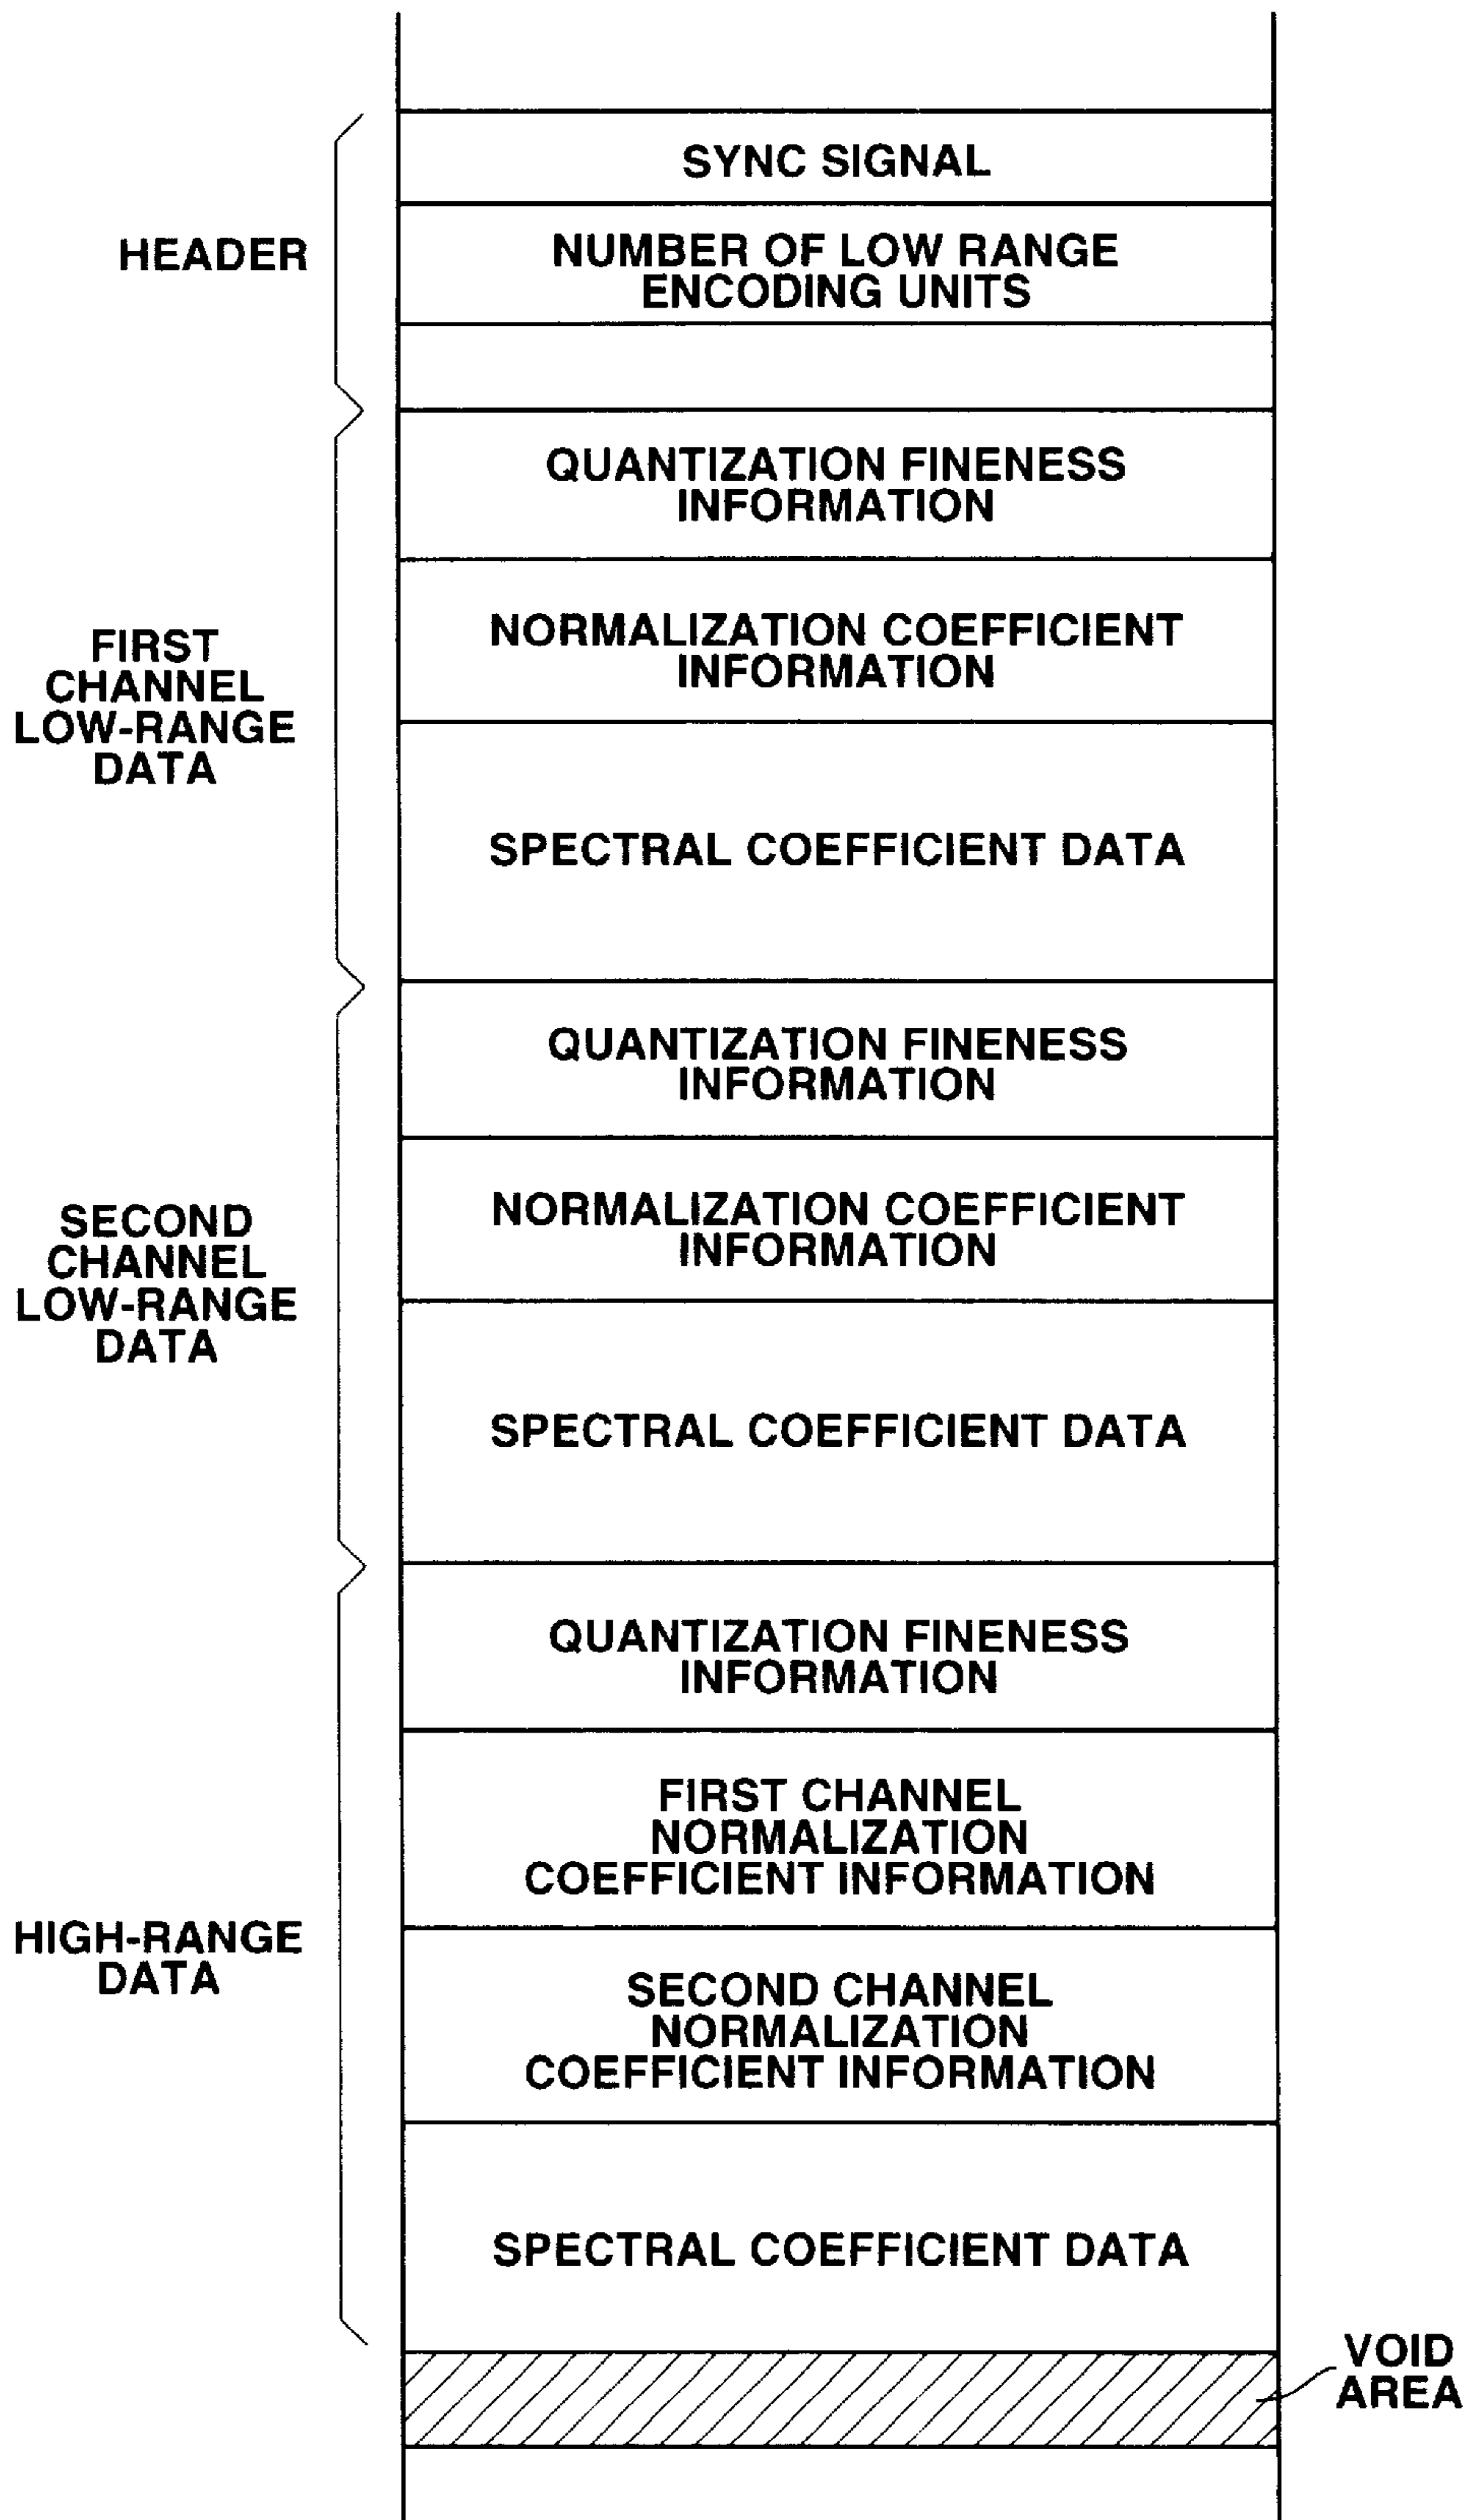 HEADER
SYNC SIGNAL
NUMBER OF LOW RANGE
ENCODING UNITS
FIRST
CHANNEL
LOW-RANGE
DATA
QUANTIZATION FINENESS
INFORMATION
NORMALIZATION COEFFICIENT
INFORMATION
SPECTRAL COEFFICIENT DATA
SECOND
CHANNEL
LOW-RANGE
DATA
QUANTIZATION FINENESS
INFORMATION
NORMALIZATION COEFFICIENT
INFORMATION
SPECTRAL COEFFICIENT DATA
HIGH-RANGE
DATA
QUANTIZATION FINENESS
INFORMATION
FIRST CHANNEL
NORMALIZATION
COEFFICIENT INFORMATION
SECOND CHANNEL
NORMALIZATION
COEFFICIENT INFORMATION
SPECTRAL COEFFICIENT DATA
VOID
AREA